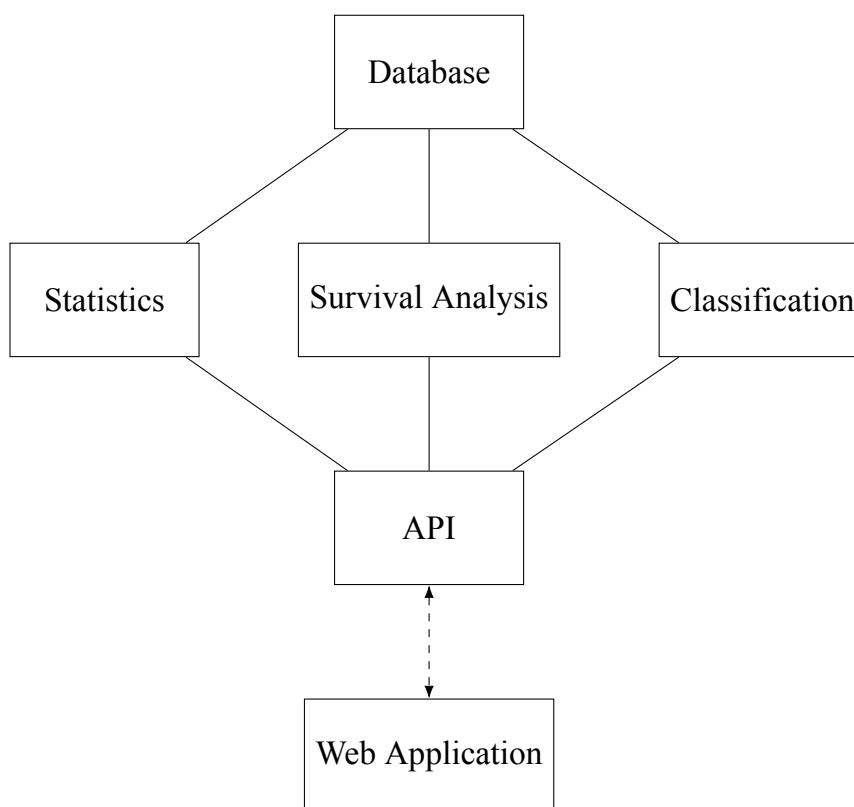 Database
Statistics
Survival Analysis
Classification
API
Web Application